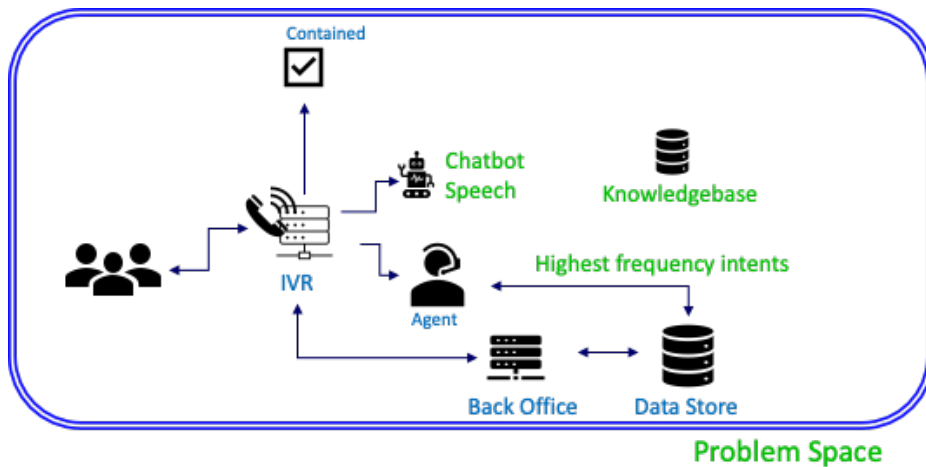 Contained
Chatbot
Speech
Knowledgebase
Highest frequency intents
IVR
Agent
Back Office
Data Store
Problem Space